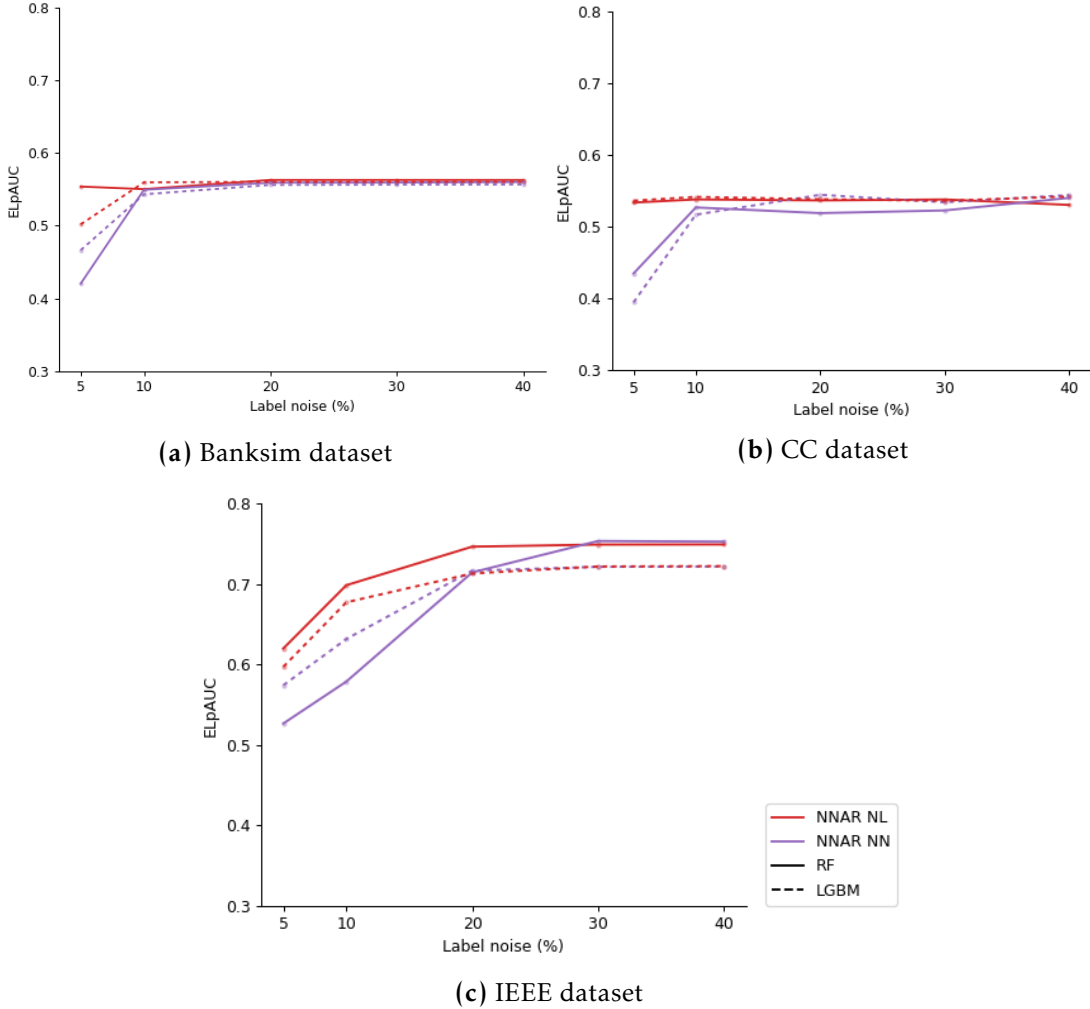 0.8
0.7
0.6
0.5
0.4
0.3
ELpAUC
5 10 20 30 40
Label noise (%)
(a) Banksim dataset
0.8
0.7
0.6
0.5
0.4
0.3
ELpAUC
5 10 20 30 40
Label noise (%)
(b) CC dataset
0.8
0.7
0.6
0.5
0.4
0.3
ELpAUC
5 10 20 30 40
Label noise (%)
NNAR NL
NNAR NN
RF
LGBM
(c) IEEE dataset